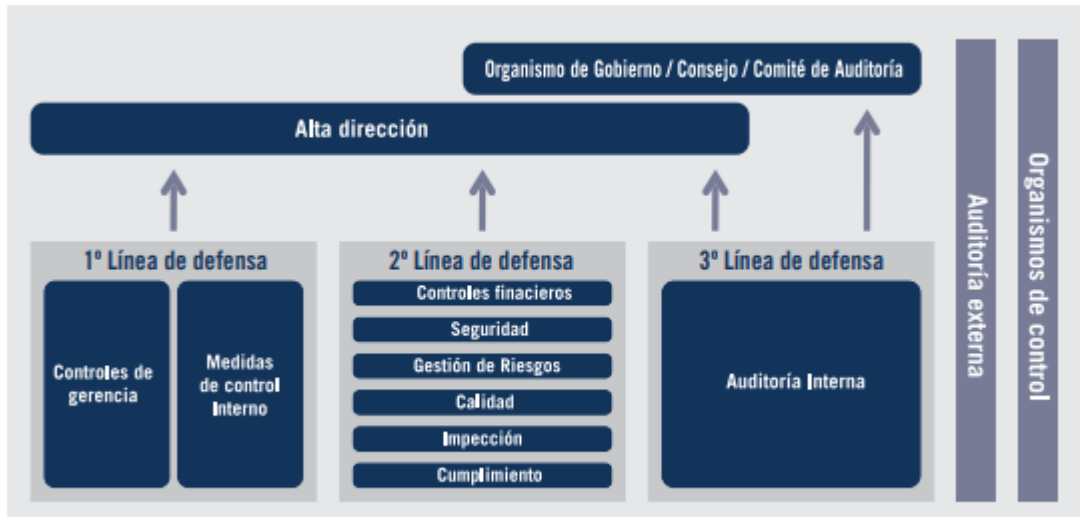 Organismo de Gobierno / Consejo / Comité de Auditoría
Alta dirección
1º Línea de defensa
Controles de
gerencia
Medidas
de control
Interno
2º Línea de defensa
Controles finacieros
Seguridad
Gestión de Riesgos
Calidad
Impección
Cumplimiento
3º Línea de defensa
Auditoría Interna
Auditoría externa
Organismos de control